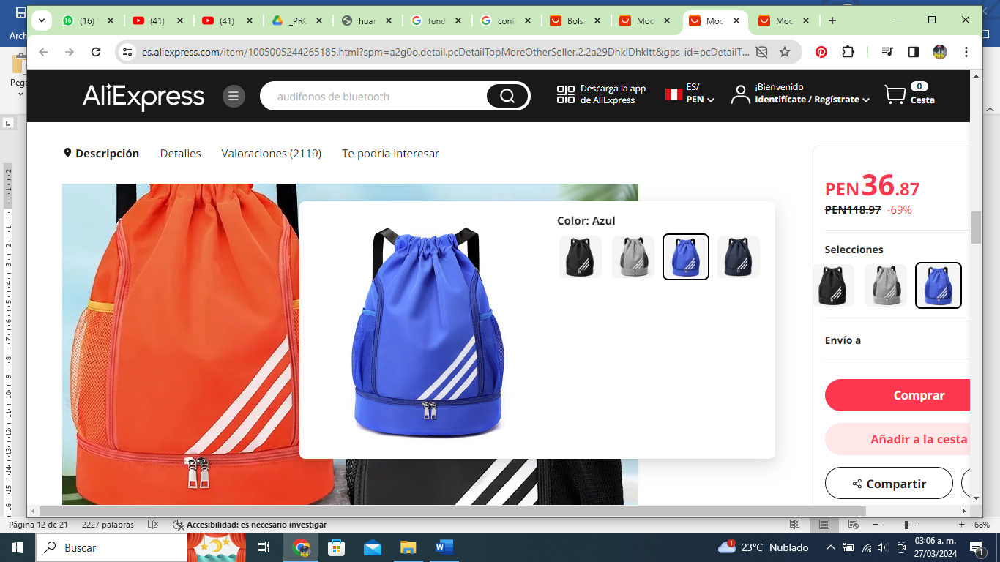 Arch
Pega
(16)
(41)
(41)
_PRO
huar
fund
conf
Bols
Moc
Moc
Moc
es.aliexpress.com/item/1005005244265185.html?spm=a2g0o.detail.pcDetailTopMoreOtherSeller.2.2a29DhklDhkltt&gps-id=pcDetailT...
AliExpress
audifonos de bluetooth
Descarga la app
de AliExpress
ES/
PEN
¡Bienvenido
Identifícate / Regístrate
0
Cesta
Descripción
Detalles
Valoraciones (2119)
Te podría interesar
Color: Azul
PEN36.87
PEN118.97 -69%
Selecciones
Envío a
Comprar
Añadir a la cesta
Compartir
Página 12 de 21
2227 palabras
Accesibilidad: es necesario investigar
68%
Buscar
1
23°C Nublado
03:06 a. m.
27/03/2024
1